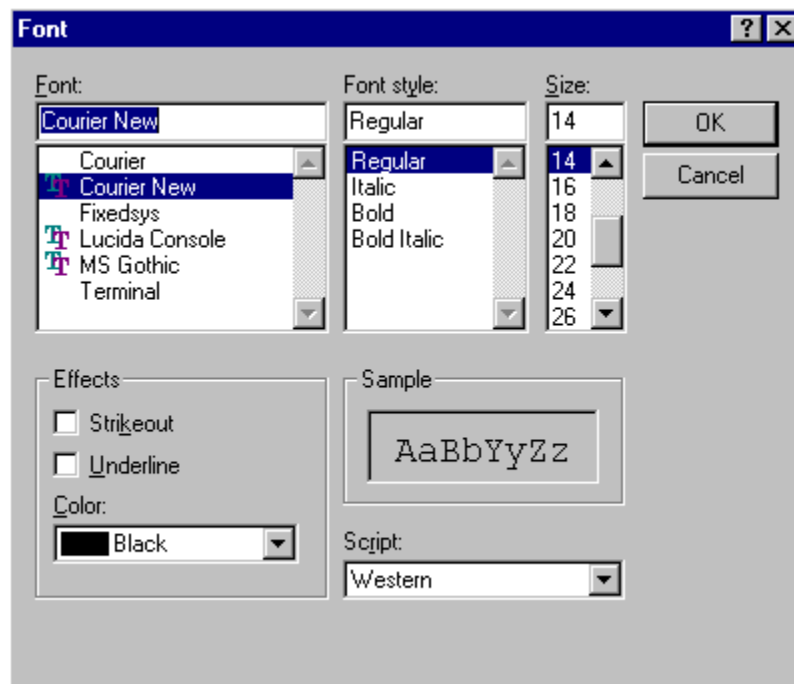 Font
Font: Font style: Size:
Courier New Regular 14 OK
Courier Regular 14 Cancel
Courier New Italic 16
Fixedsys Bold 18
Lucida Console Bold Italic 20
MS Gothic 22
Terminal 24
26
Effects Sample
Strikeout
Underline AaBbYyZz
Color:
Black Script:
Western